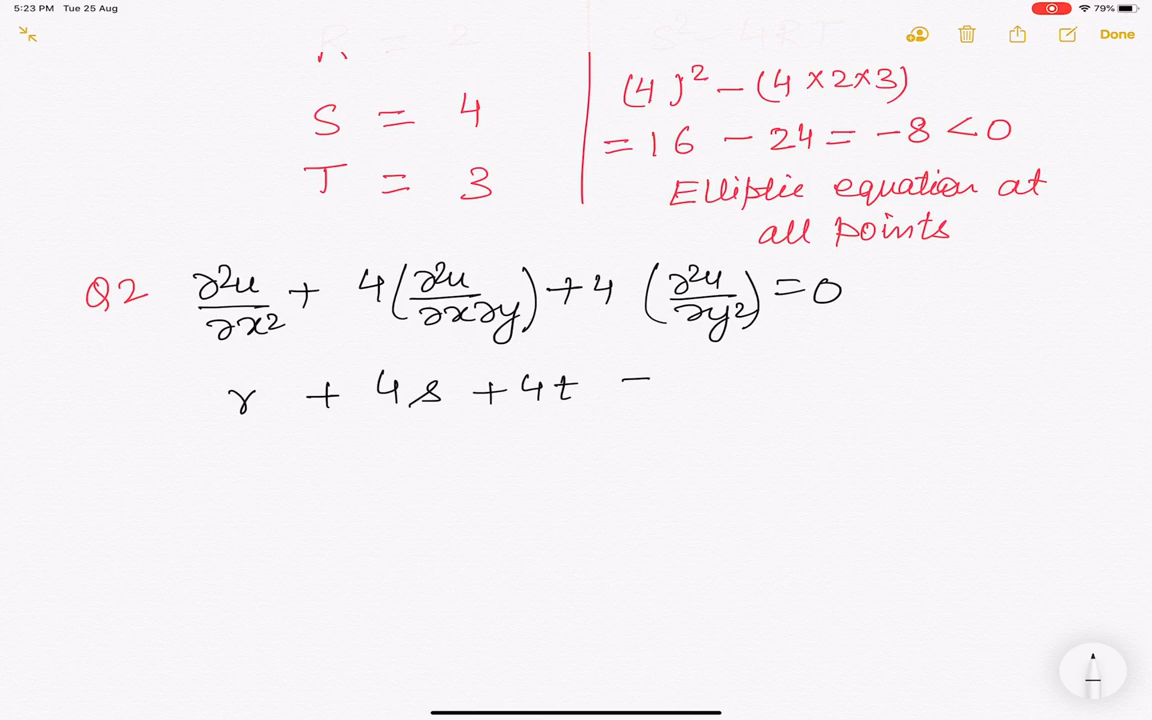 5:23 PM Tue 25 Aug 79%
Done
S = 4
T = 3
(4)² − (4×2×3)
= 16 − 24 = −8 < 0
Elliptic equation at
all points
Q2 ∂²u/∂x² + 4(∂²u/∂x∂y) + 4(∂²u/∂y²) = 0
r + 4s + 4t −